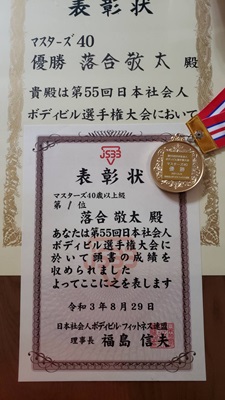 表彰状
マスターズ40
優勝 落合敬太 殿
貴殿は第55回日本社会人
ボディビル選手権大会において
JSBB
表彰状
マスターズ40歳以上級
第1位
落合 敬太 殿
あなたは第55回日本社会人
ボディビル選手権大会に
於いて頭書の成績を
収められました
よってここに之を表します
令和3年8月29日
日本社会人ボディビル・フィットネス連盟
理事長 福島 信夫